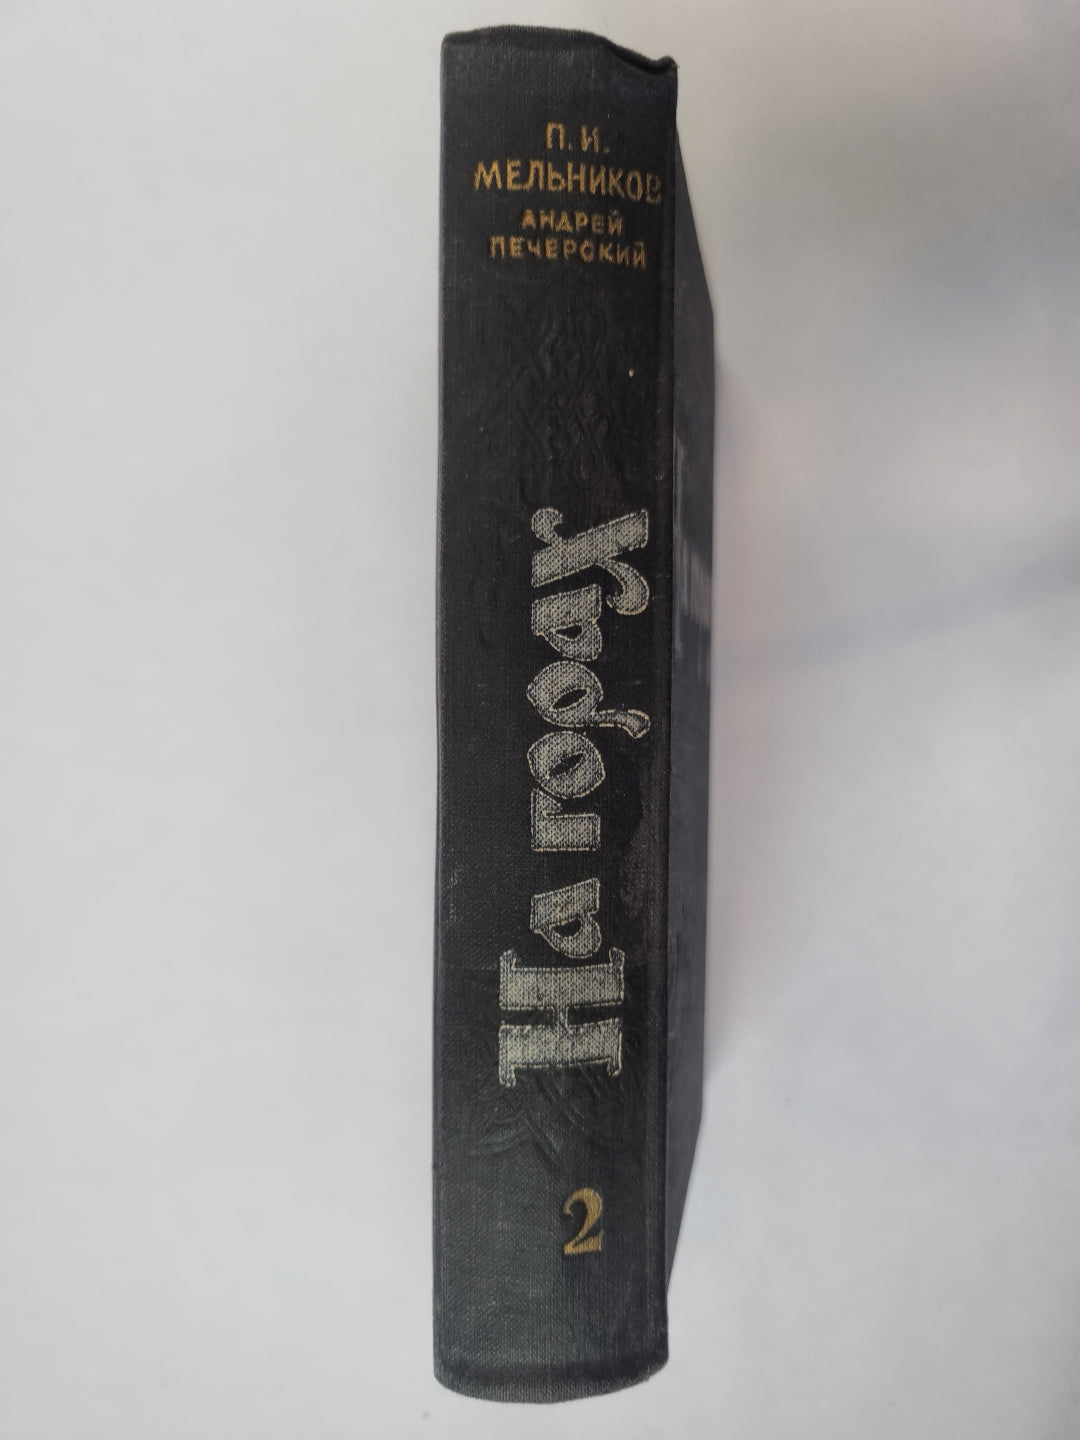 П. И.
МЕЛЬНИКОВ
АНДРЕЙ
ПЕЧЕРСКИЙ
На горах
2